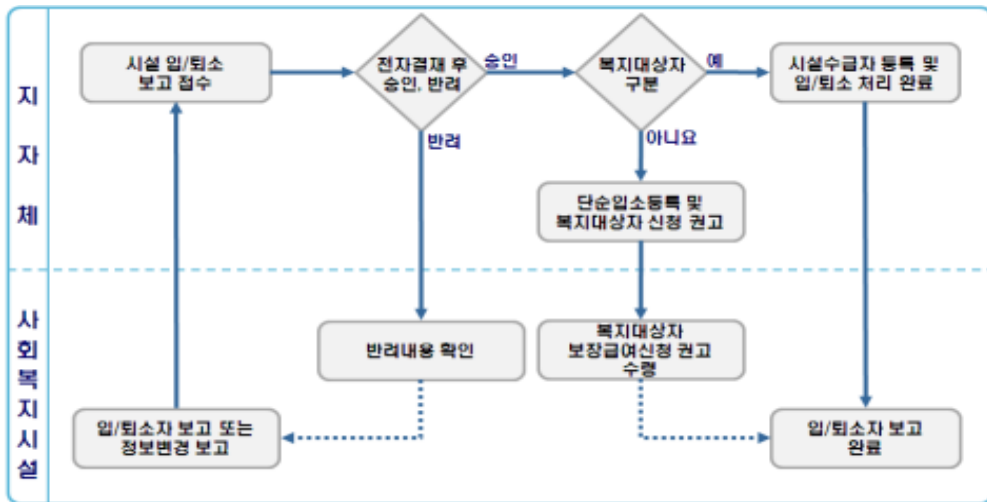 지자체
시설 입/퇴소
보고 접수
전자결재 후
승인, 반려
승인
복지대상자
구분
예
시설수급자 등록 및
입/퇴소 처리 완료
반려
아니요
단순입소등록 및
복지대상자 신청 권고
사회복지시설
반려내용 확인
복지대상자
보장급여신청 권고
수령
입/퇴소자 보고 또는
정보변경 보고
입/퇴소자 보고
완료